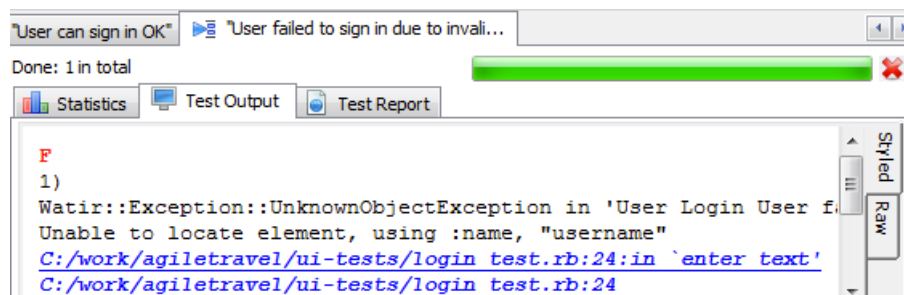 "User can sign in OK"
"User failed to sign in due to invali...
Done: 1 in total
Statistics
Test Output
Test Report
F
1)
Watir::Exception::UnknownObjectException in 'User Login User
Unable to locate element, using :name, "username"
C:/work/agiletravel/ui-tests/login_test.rb:24:in `enter_text'
C:/work/agiletravel/ui-tests/login_test.rb:24
Styled
Raw